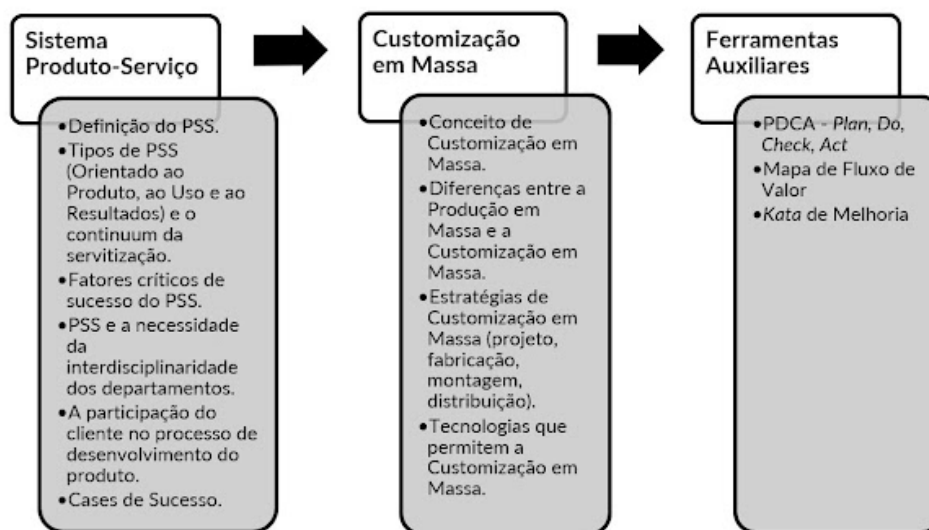 Sistema
Produto-Serviço
•Definição do PSS.
•Tipos de PSS
(Orientado ao
Produto, ao Uso e ao
Resultados) e o
continuum da
servitização.
•Fatores críticos de
sucesso do PSS.
•PSS e a necessidade
da
interdisciplinaridade
dos departamentos.
•A participação do
cliente no processo de
desenvolvimento do
produto.
•Cases de Sucesso.
Customização
em Massa
•Conceito de
Customização em
Massa.
•Diferenças entre a
Produção em
Massa e a
Customização em
Massa.
•Estratégias de
Customização em
Massa (projeto,
fabricação,
montagem,
distribuição).
•Tecnologias que
permitem a
Customização em
Massa.
Ferramentas
Auxiliares
•PDCA - Plan, Do,
Check, Act
•Mapa de Fluxo de
Valor
•Kata de Melhoria